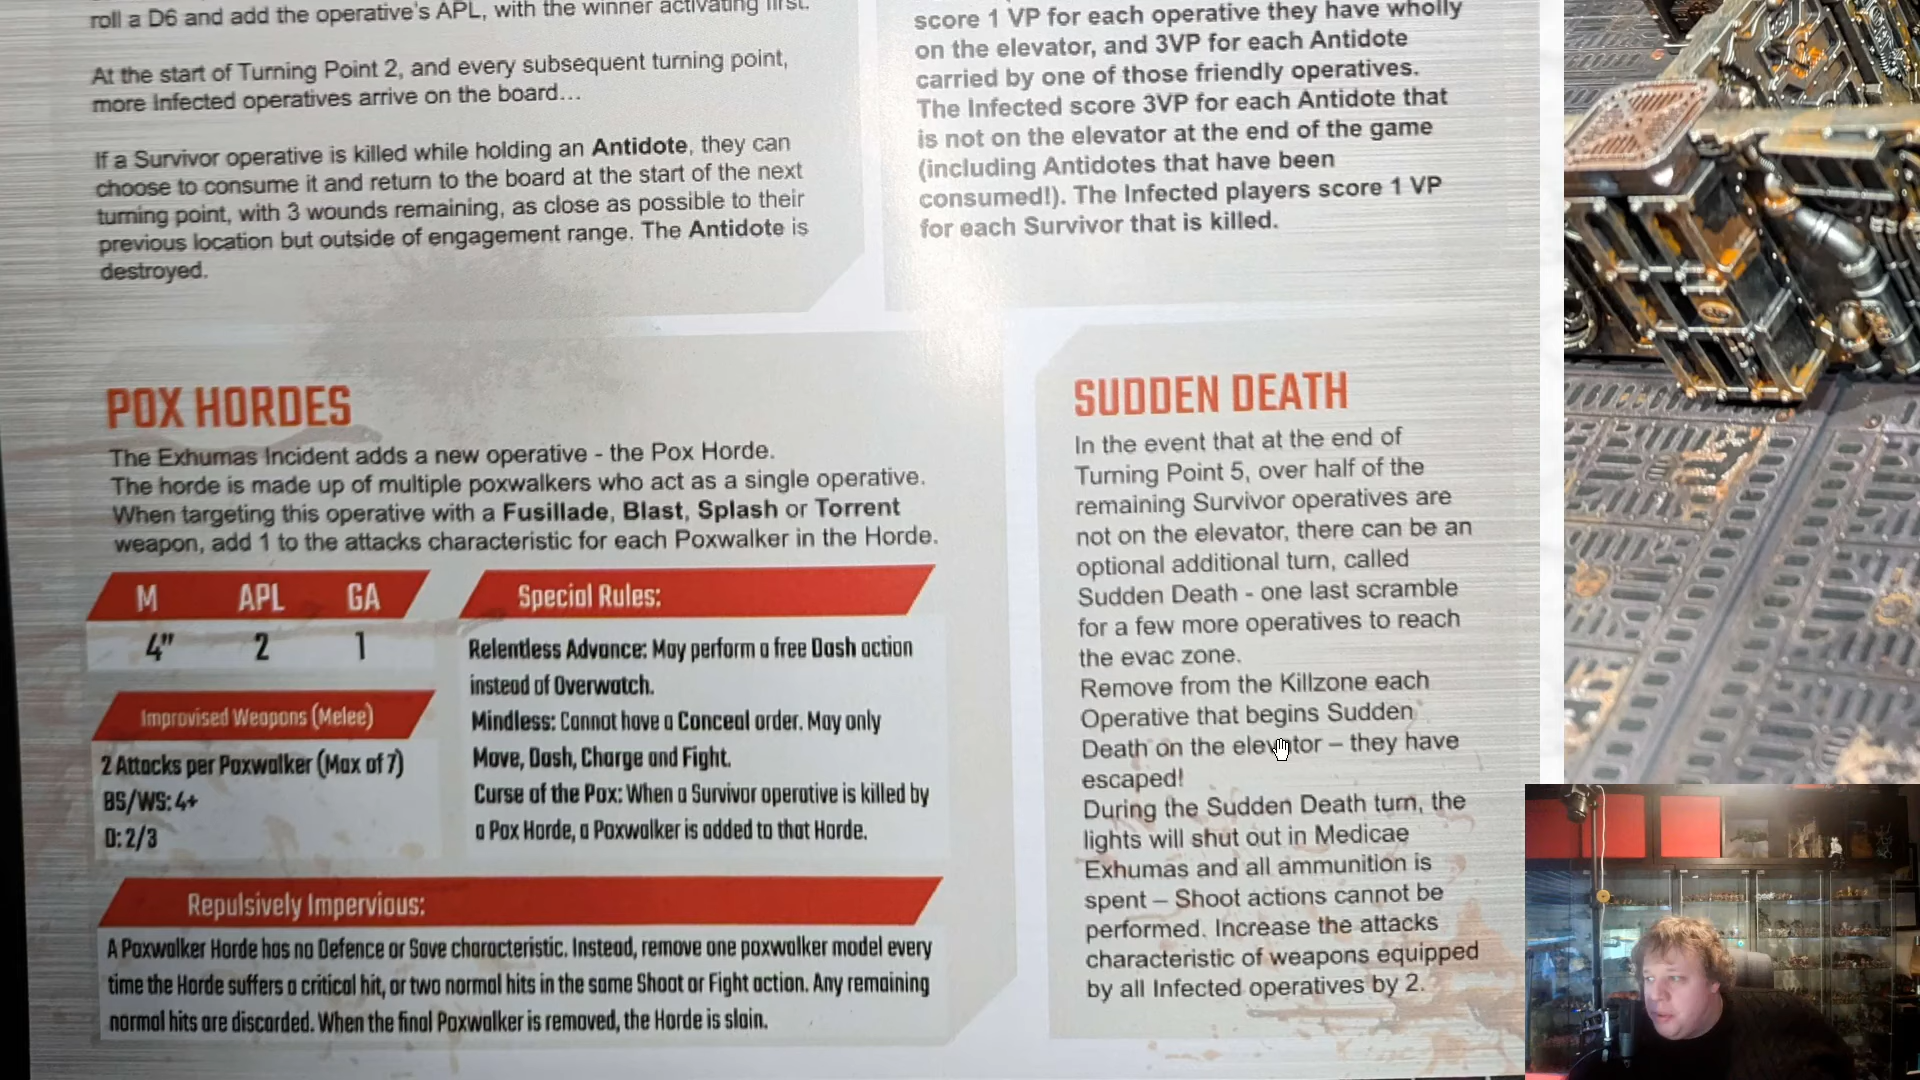 roll a D6 and add the operative's APL, with the winner activating first.
At the start of Turning Point 2, and every subsequent turning point,
more Infected operatives arrive on the board...
If a Survivor operative is killed while holding an Antidote, they can
choose to consume it and return to the board at the start of the next
turning point, with 3 wounds remaining, as close as possible to their
previous location but outside of engagement range. The Antidote is
destroyed.
score 1 VP for each operative they have wholly
on the elevator, and 3VP for each Antidote
carried by one of those friendly operatives.
The Infected score 3VP for each Antidote that
is not on the elevator at the end of the game
(including Antidotes that have been
consumed!). The Infected players score 1 VP
for each Survivor that is killed.
POX HORDES
The Exhumas Incident adds a new operative - the Pox Horde.
The horde is made up of multiple poxwalkers who act as a single operative.
When targeting this operative with a Fusillade, Blast, Splash or Torrent
weapon, add 1 to the attacks characteristic for each Poxwalker in the Horde.
M APL GA
4" 2 1
Improvised Weapons (Melee)
2 Attacks per Poxwalker (Max of 7)
BS/WS: 4+
D: 2/3
Special Rules:
Relentless Advance: May perform a free Dash action
instead of Overwatch.
Mindless: Cannot have a Conceal order. May only
Move, Dash, Charge and Fight.
Curse of the Pox: When a Survivor operative is killed by
a Pox Horde, a Poxwalker is added to that Horde.
Repulsively Impervious:
A Poxwalker Horde has no Defence or Save characteristic. Instead, remove one poxwalker model every
time the Horde suffers a critical hit, or two normal hits in the same Shoot or Fight action. Any remaining
normal hits are discarded. When the final Poxwalker is removed, the Horde is slain.
SUDDEN DEATH
In the event that at the end of
Turning Point 5, over half of the
remaining Survivor operatives are
not on the elevator, there can be an
optional additional turn, called
Sudden Death - one last scramble
for a few more operatives to reach
the evac zone.
Remove from the Killzone each
Operative that begins Sudden
Death on the elevator – they have
escaped!
During the Sudden Death turn, the
lights will shut out in Medicae
Exhumas and all ammunition is
spent – Shoot actions cannot be
performed. Increase the attacks
characteristic of weapons equipped
by all Infected operatives by 2.